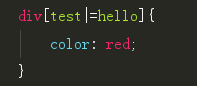 div[test|=hello]{
color: red;
}